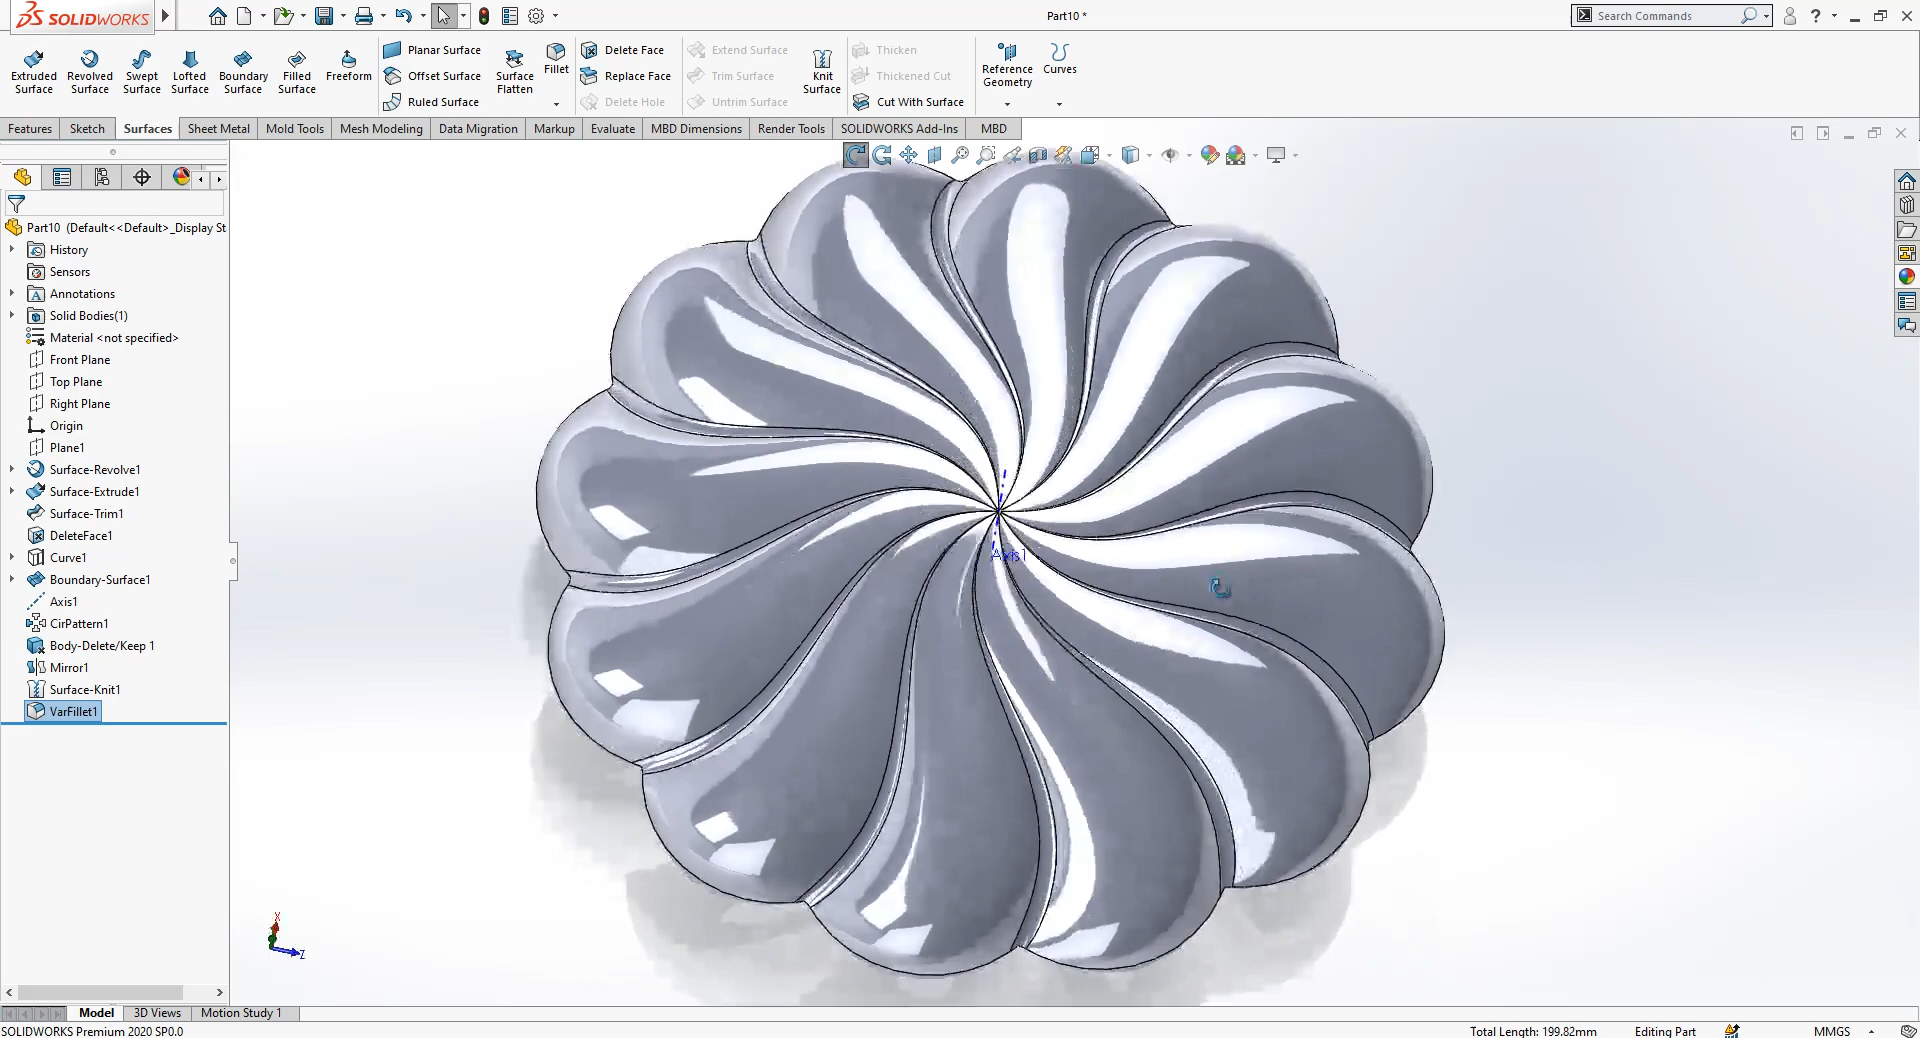 SOLIDWORKS
Part10 *
Search Commands
Extruded Surface
Revolved Surface
Swept Surface
Lofted Surface
Boundary Surface
Filled Surface
Freeform
Planar Surface
Offset Surface
Ruled Surface
Surface Flatten
Fillet
Delete Face
Replace Face
Delete Hole
Extend Surface
Trim Surface
Untrim Surface
Knit Surface
Thicken
Thickened Cut
Cut With Surface
Reference Geometry
Curves
Features
Sketch
Surfaces
Sheet Metal
Mold Tools
Mesh Modeling
Data Migration
Markup
Evaluate
MBD Dimensions
Render Tools
SOLIDWORKS Add-Ins
MBD
Part10 (Default<<Default>_Display St
History
Sensors
Annotations
Solid Bodies(1)
Material <not specified>
Front Plane
Top Plane
Right Plane
Origin
Plane1
Surface-Revolve1
Surface-Extrude1
Surface-Trim1
DeleteFace1
Curve1
Boundary-Surface1
Axis1
CirPattern1
Body-Delete/Keep 1
Mirror1
Surface-Knit1
VarFillet1
Axis1
X
Z
Model
3D Views
Motion Study 1
SOLIDWORKS Premium 2020 SP0.0
Total Length: 199.82mm
Editing Part
MMGS